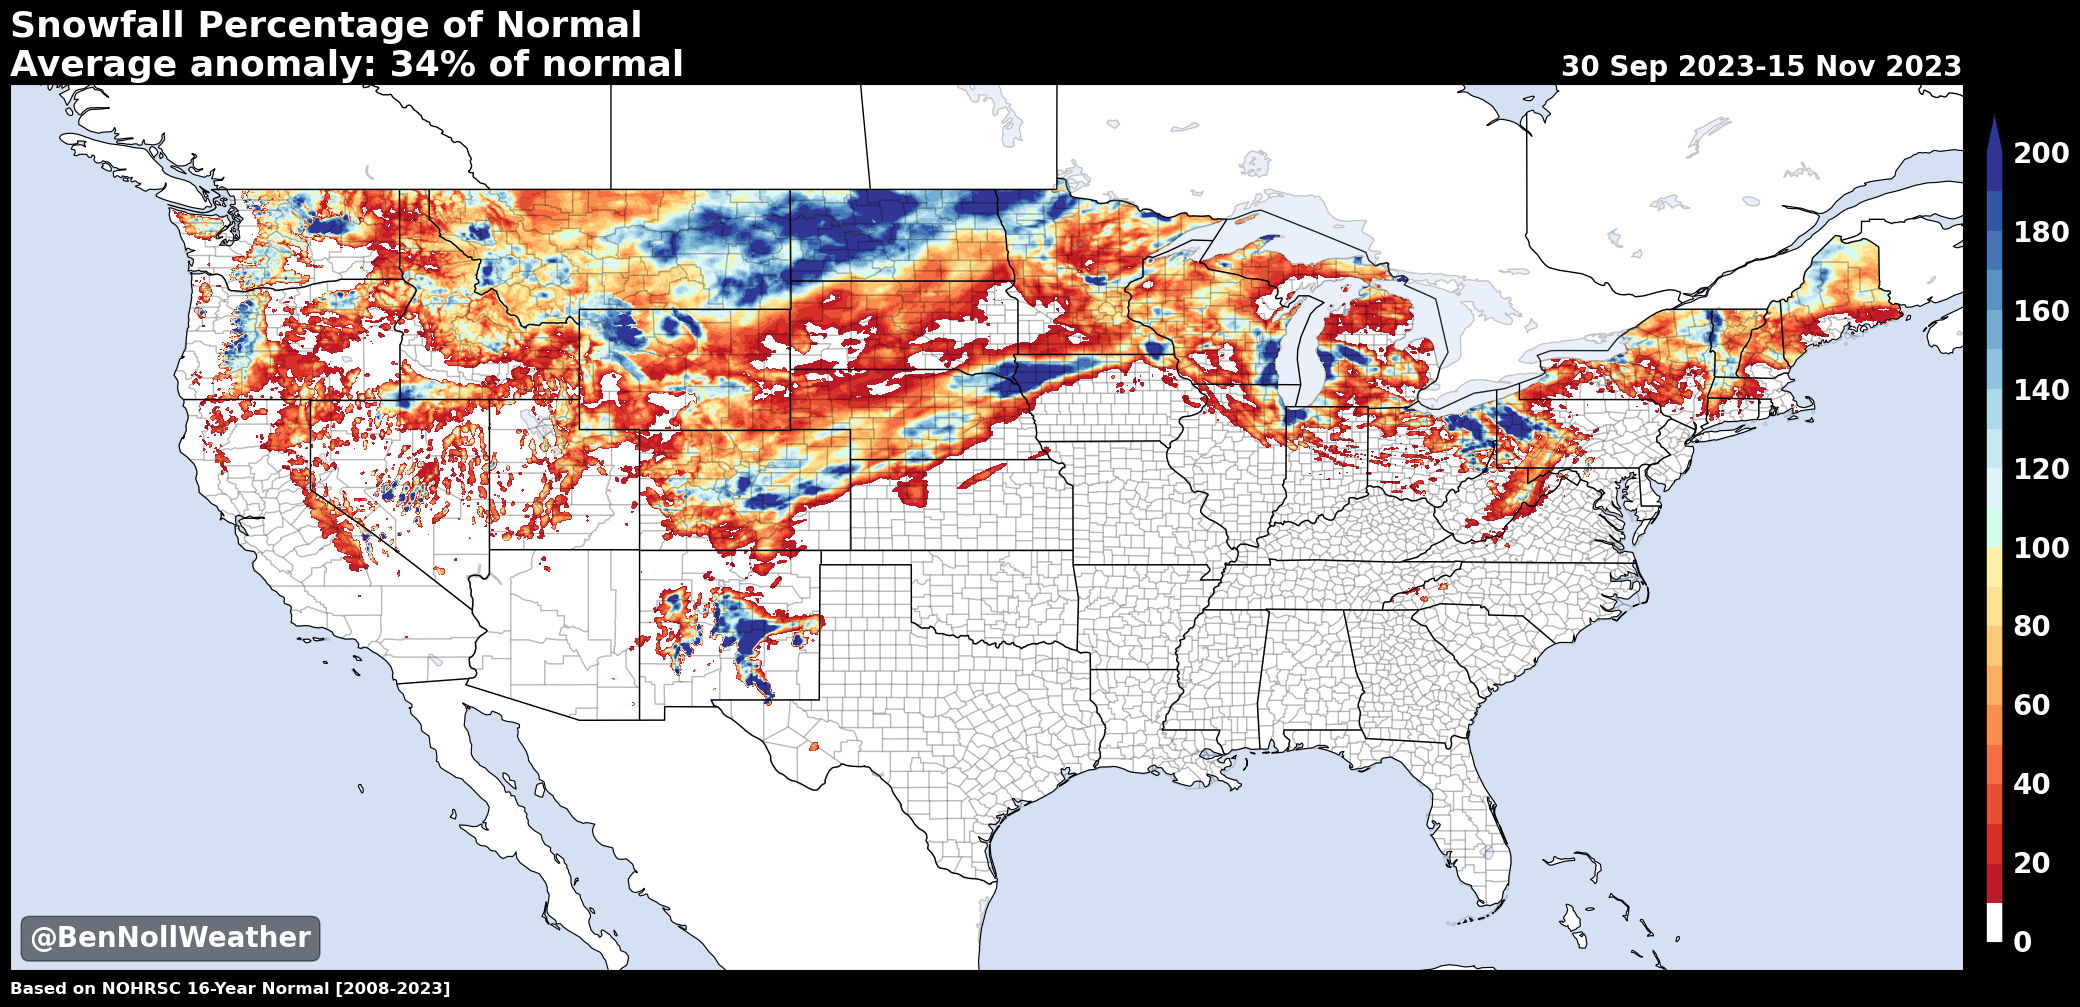 Snowfall Percentage of Normal
Average anomaly: 34% of normal
30 Sep 2023-15 Nov 2023
200
180
160
140
120
100
80
60
40
20
0
@BenNollWeather
Based on NOHRSC 16-Year Normal [2008-2023]